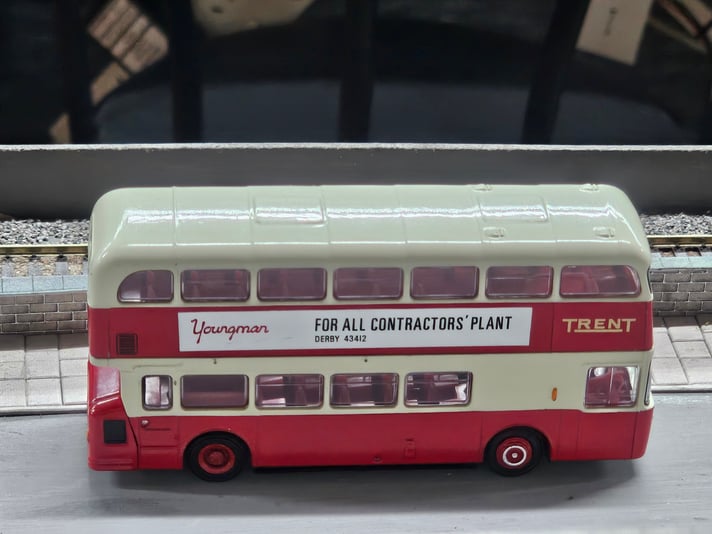 Youngman
FOR ALL CONTRACTORS' PLANT
DERBY 43412
TRENT